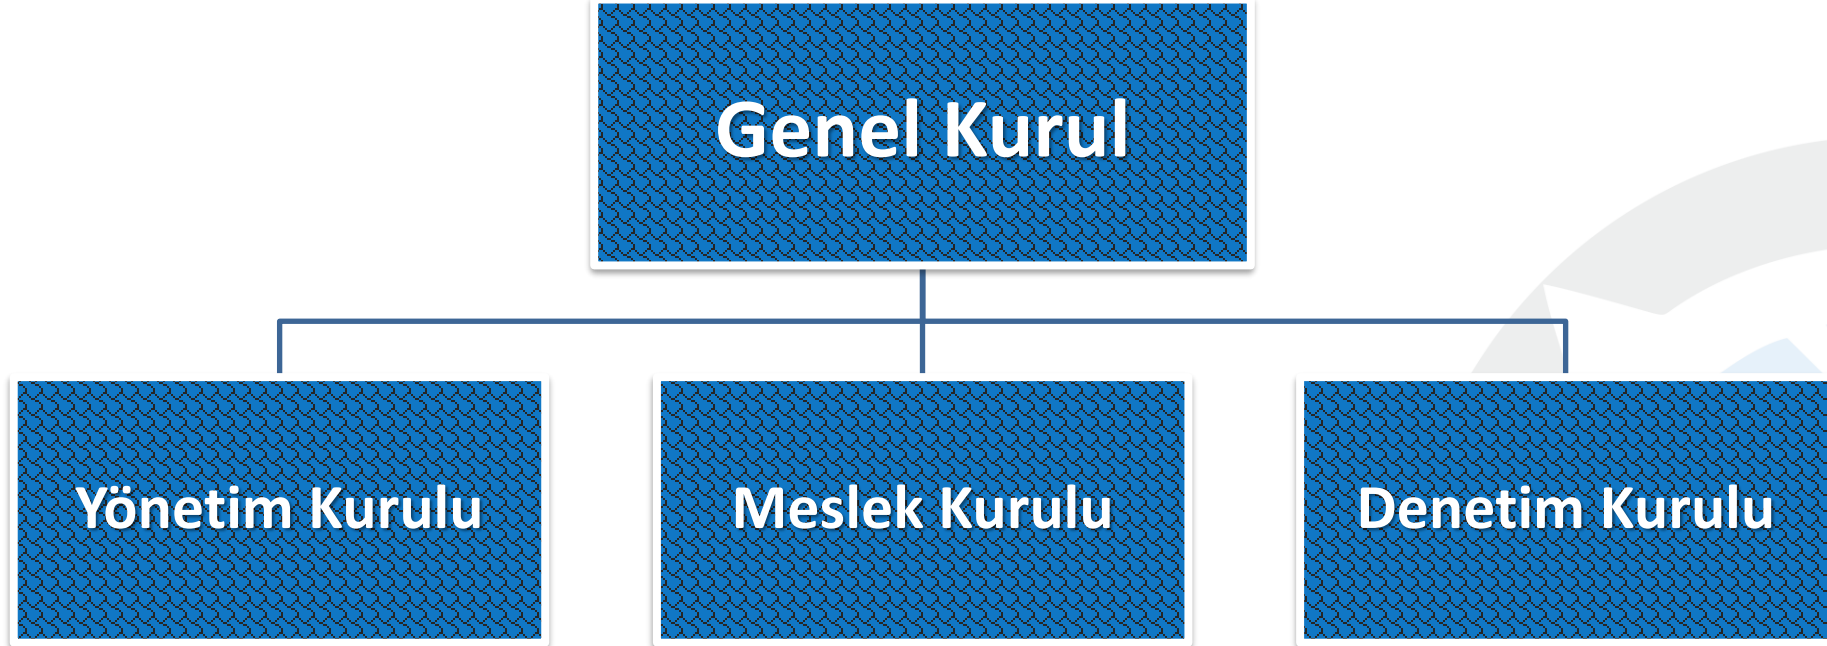 Genel Kurul
Yönetim Kurulu
Meslek Kurulu
Denetim Kurulu